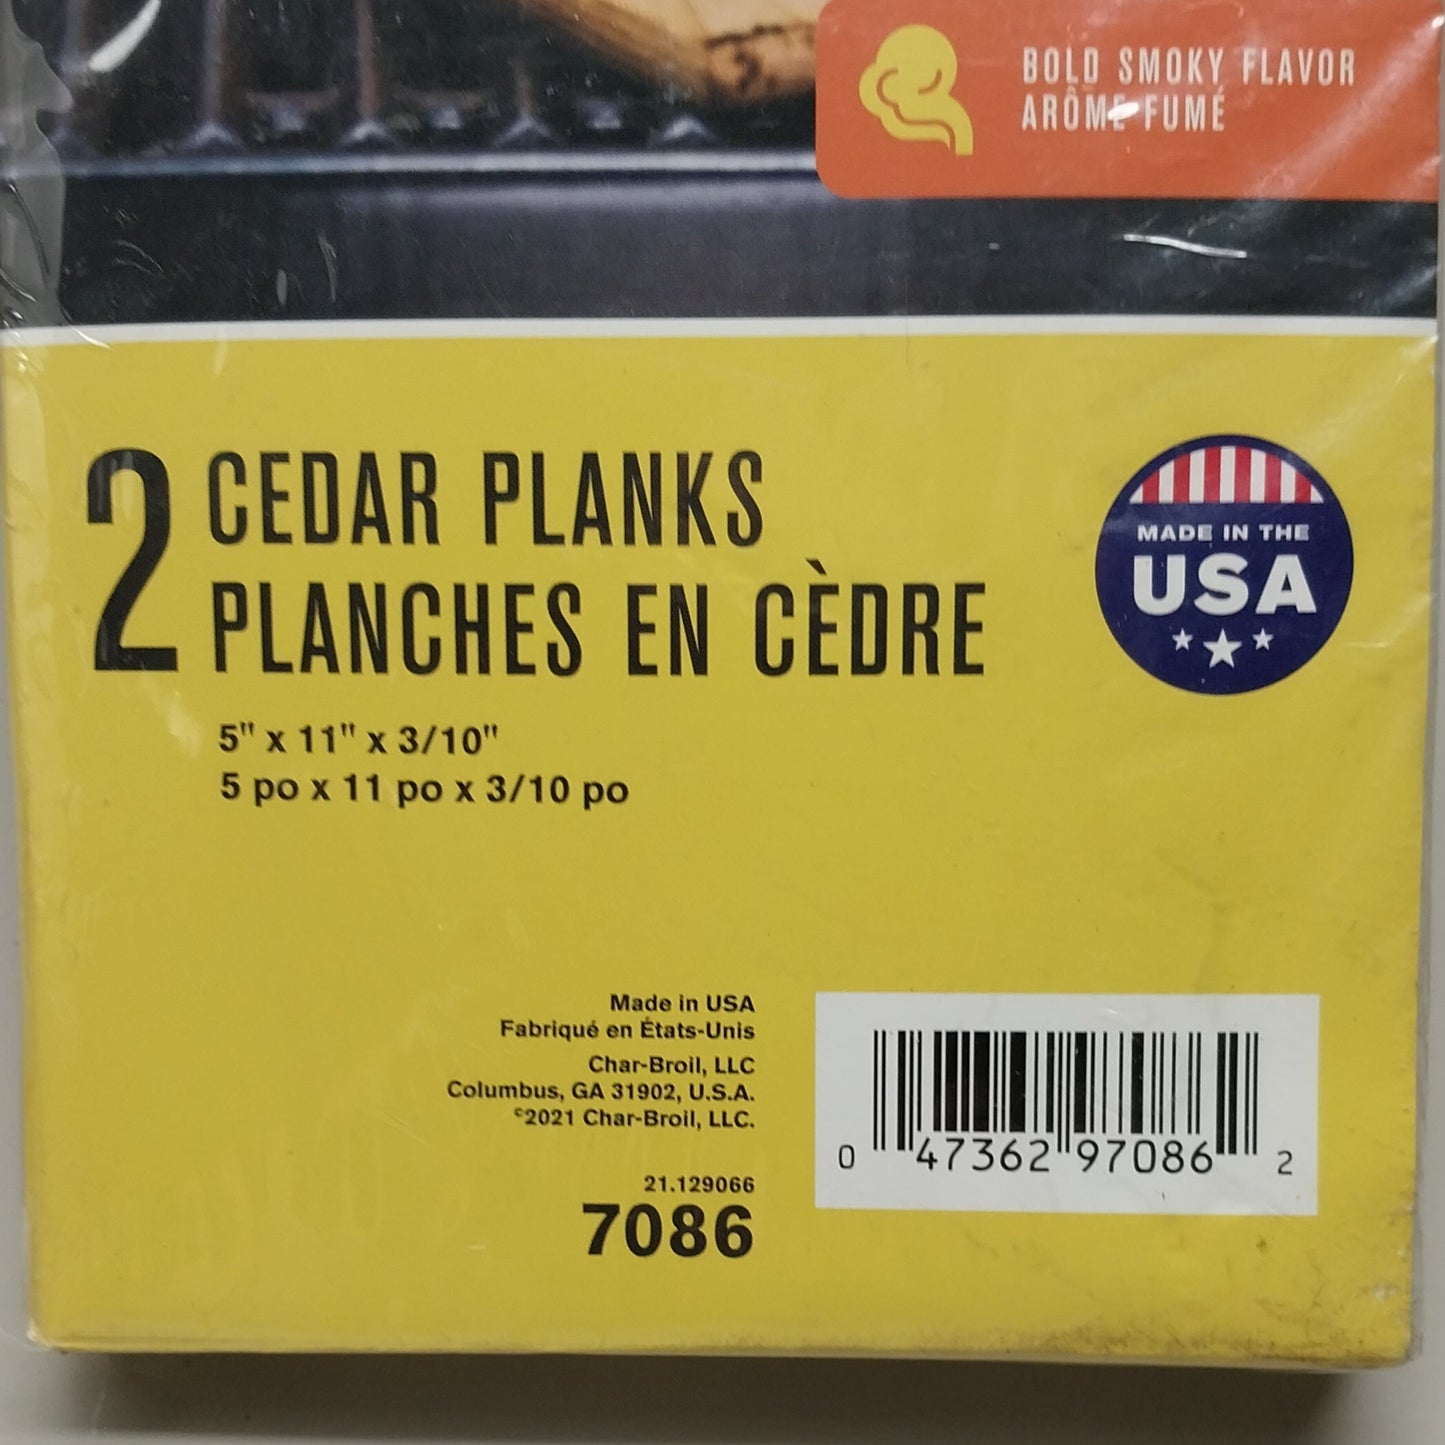 BOLD SMOKY FLAVOR
ARÔME FUMÉ
2 CEDAR PLANKS
PLANCHES EN CÈDRE
5" x 11" x 3/10"
5 po x 11 po x 3/10 po
MADE IN THE
USA
Made in USA
Fabriqué en États-Unis
Char-Broil, LLC
Columbus, GA 31902, U.S.A.
©2021 Char-Broil, LLC.
21.129066
7086
0 47362 97086 2